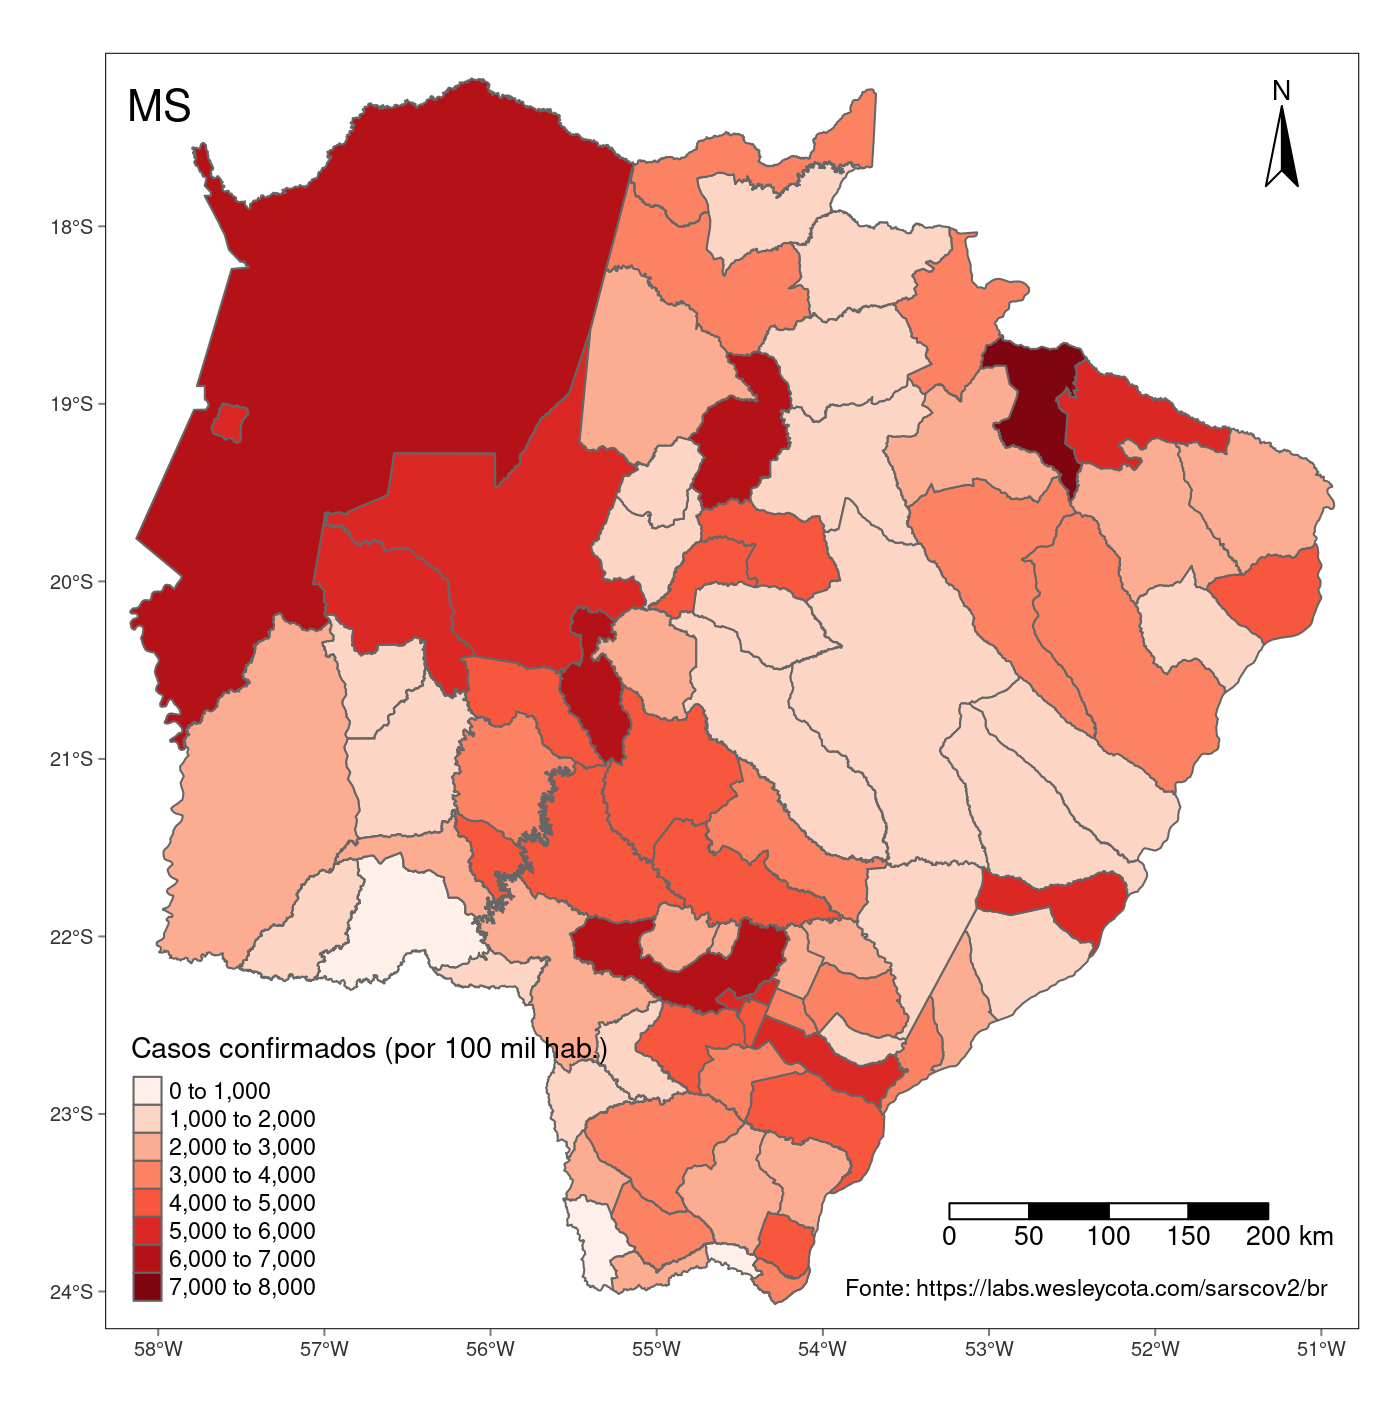 MS
N
18°S
19°S
20°S
21°S
22°S
23°S
24°S
Casos confirmados (por 100 mil hab.)
0 to 1,000
1,000 to 2,000
2,000 to 3,000
3,000 to 4,000
4,000 to 5,000
5,000 to 6,000
6,000 to 7,000
7,000 to 8,000
0 50 100 150 200 km
Fonte: https://labs.wesleycota.com/sarscov2/br
58°W 57°W 56°W 55°W 54°W 53°W 52°W 51°W